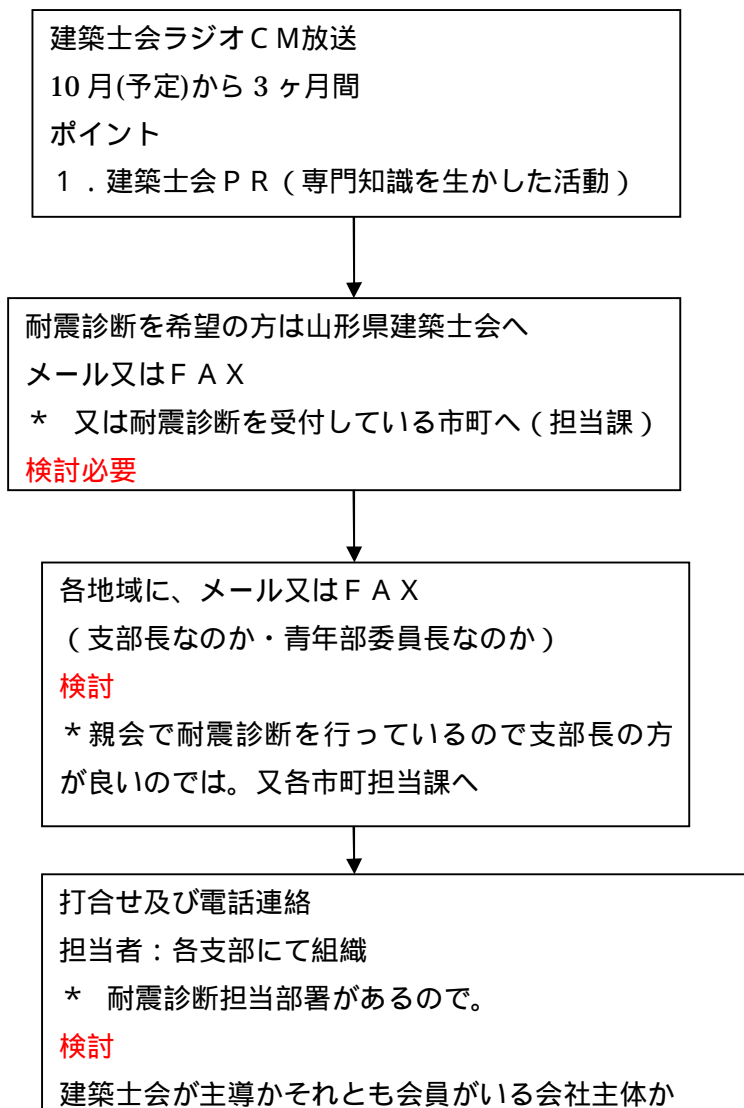 建築士会ラジオＣＭ放送
10 月(予定)から 3 ヶ月間
ポイント
１．建築士会ＰＲ（専門知識を生かした活動）
耐震診断を希望の方は山形県建築士会へ
メール又はＦＡＸ
＊　又は耐震診断を受付している市町へ（担当課）
検討必要
各地域に、メール又はＦＡＸ
（支部長なのか・青年部委員長なのか）
検討
＊親会で耐震診断を行っているので支部長の方
が良いのでは。又各市町担当課へ
打合せ及び電話連絡
担当者：各支部にて組織
＊　耐震診断担当部署があるので。
検討
建築士会が主導かそれとも会員がいる会社主体か